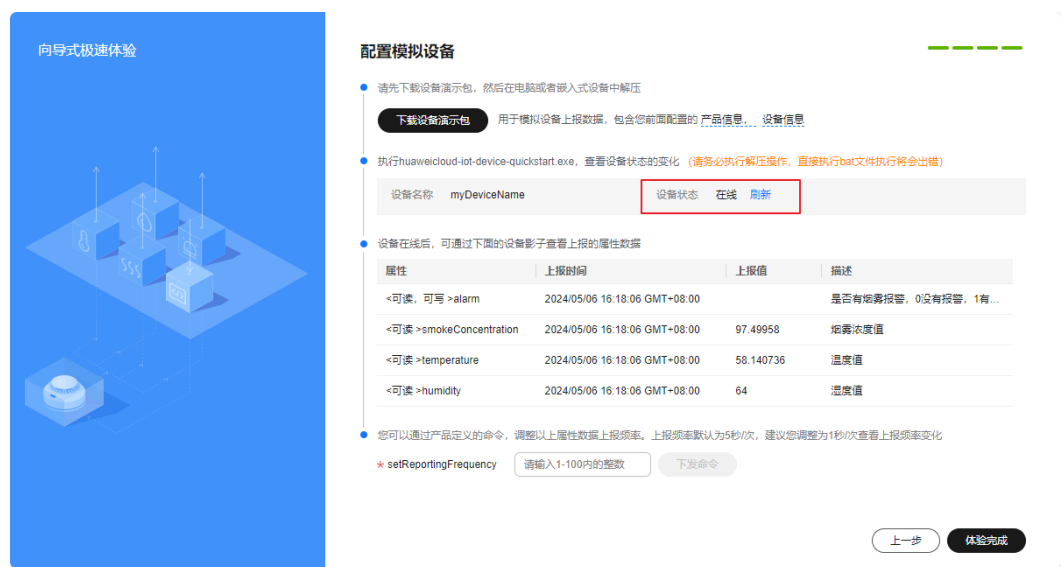 向导式极速体验
配置模拟设备
请先下载设备演示包，然后在电脑或者嵌入式设备中解压
下载设备演示包 用于模拟设备上报数据，包含您前面配置的 产品信息， 设备信息
执行huaweicloud-iot-device-quickstart.exe，查看设备状态的变化 （请务必执行解压操作，直接执行bat文件执行将会出错）
设备名称 myDeviceName 设备状态 在线 刷新
设备在线后，可通过下面的设备影子查看上报的属性数据
属性 上报时间 上报值 描述
<可读，可写 >alarm 2024/05/06 16:18:06 GMT+08:00 是否有烟雾报警，0没有报警，1有...
<可读 >smokeConcentration 2024/05/06 16:18:06 GMT+08:00 97.49958 烟雾浓度值
<可读 >temperature 2024/05/06 16:18:06 GMT+08:00 58.140736 温度值
<可读 >humidity 2024/05/06 16:18:06 GMT+08:00 64 湿度值
您可以通过产品定义的命令，调整以上属性数据上报频率。上报频率默认为5秒/次，建议您调整为1秒/次查看上报频率变化
* setReportingFrequency 请输入1-100内的整数 下发命令
上一步 体验完成